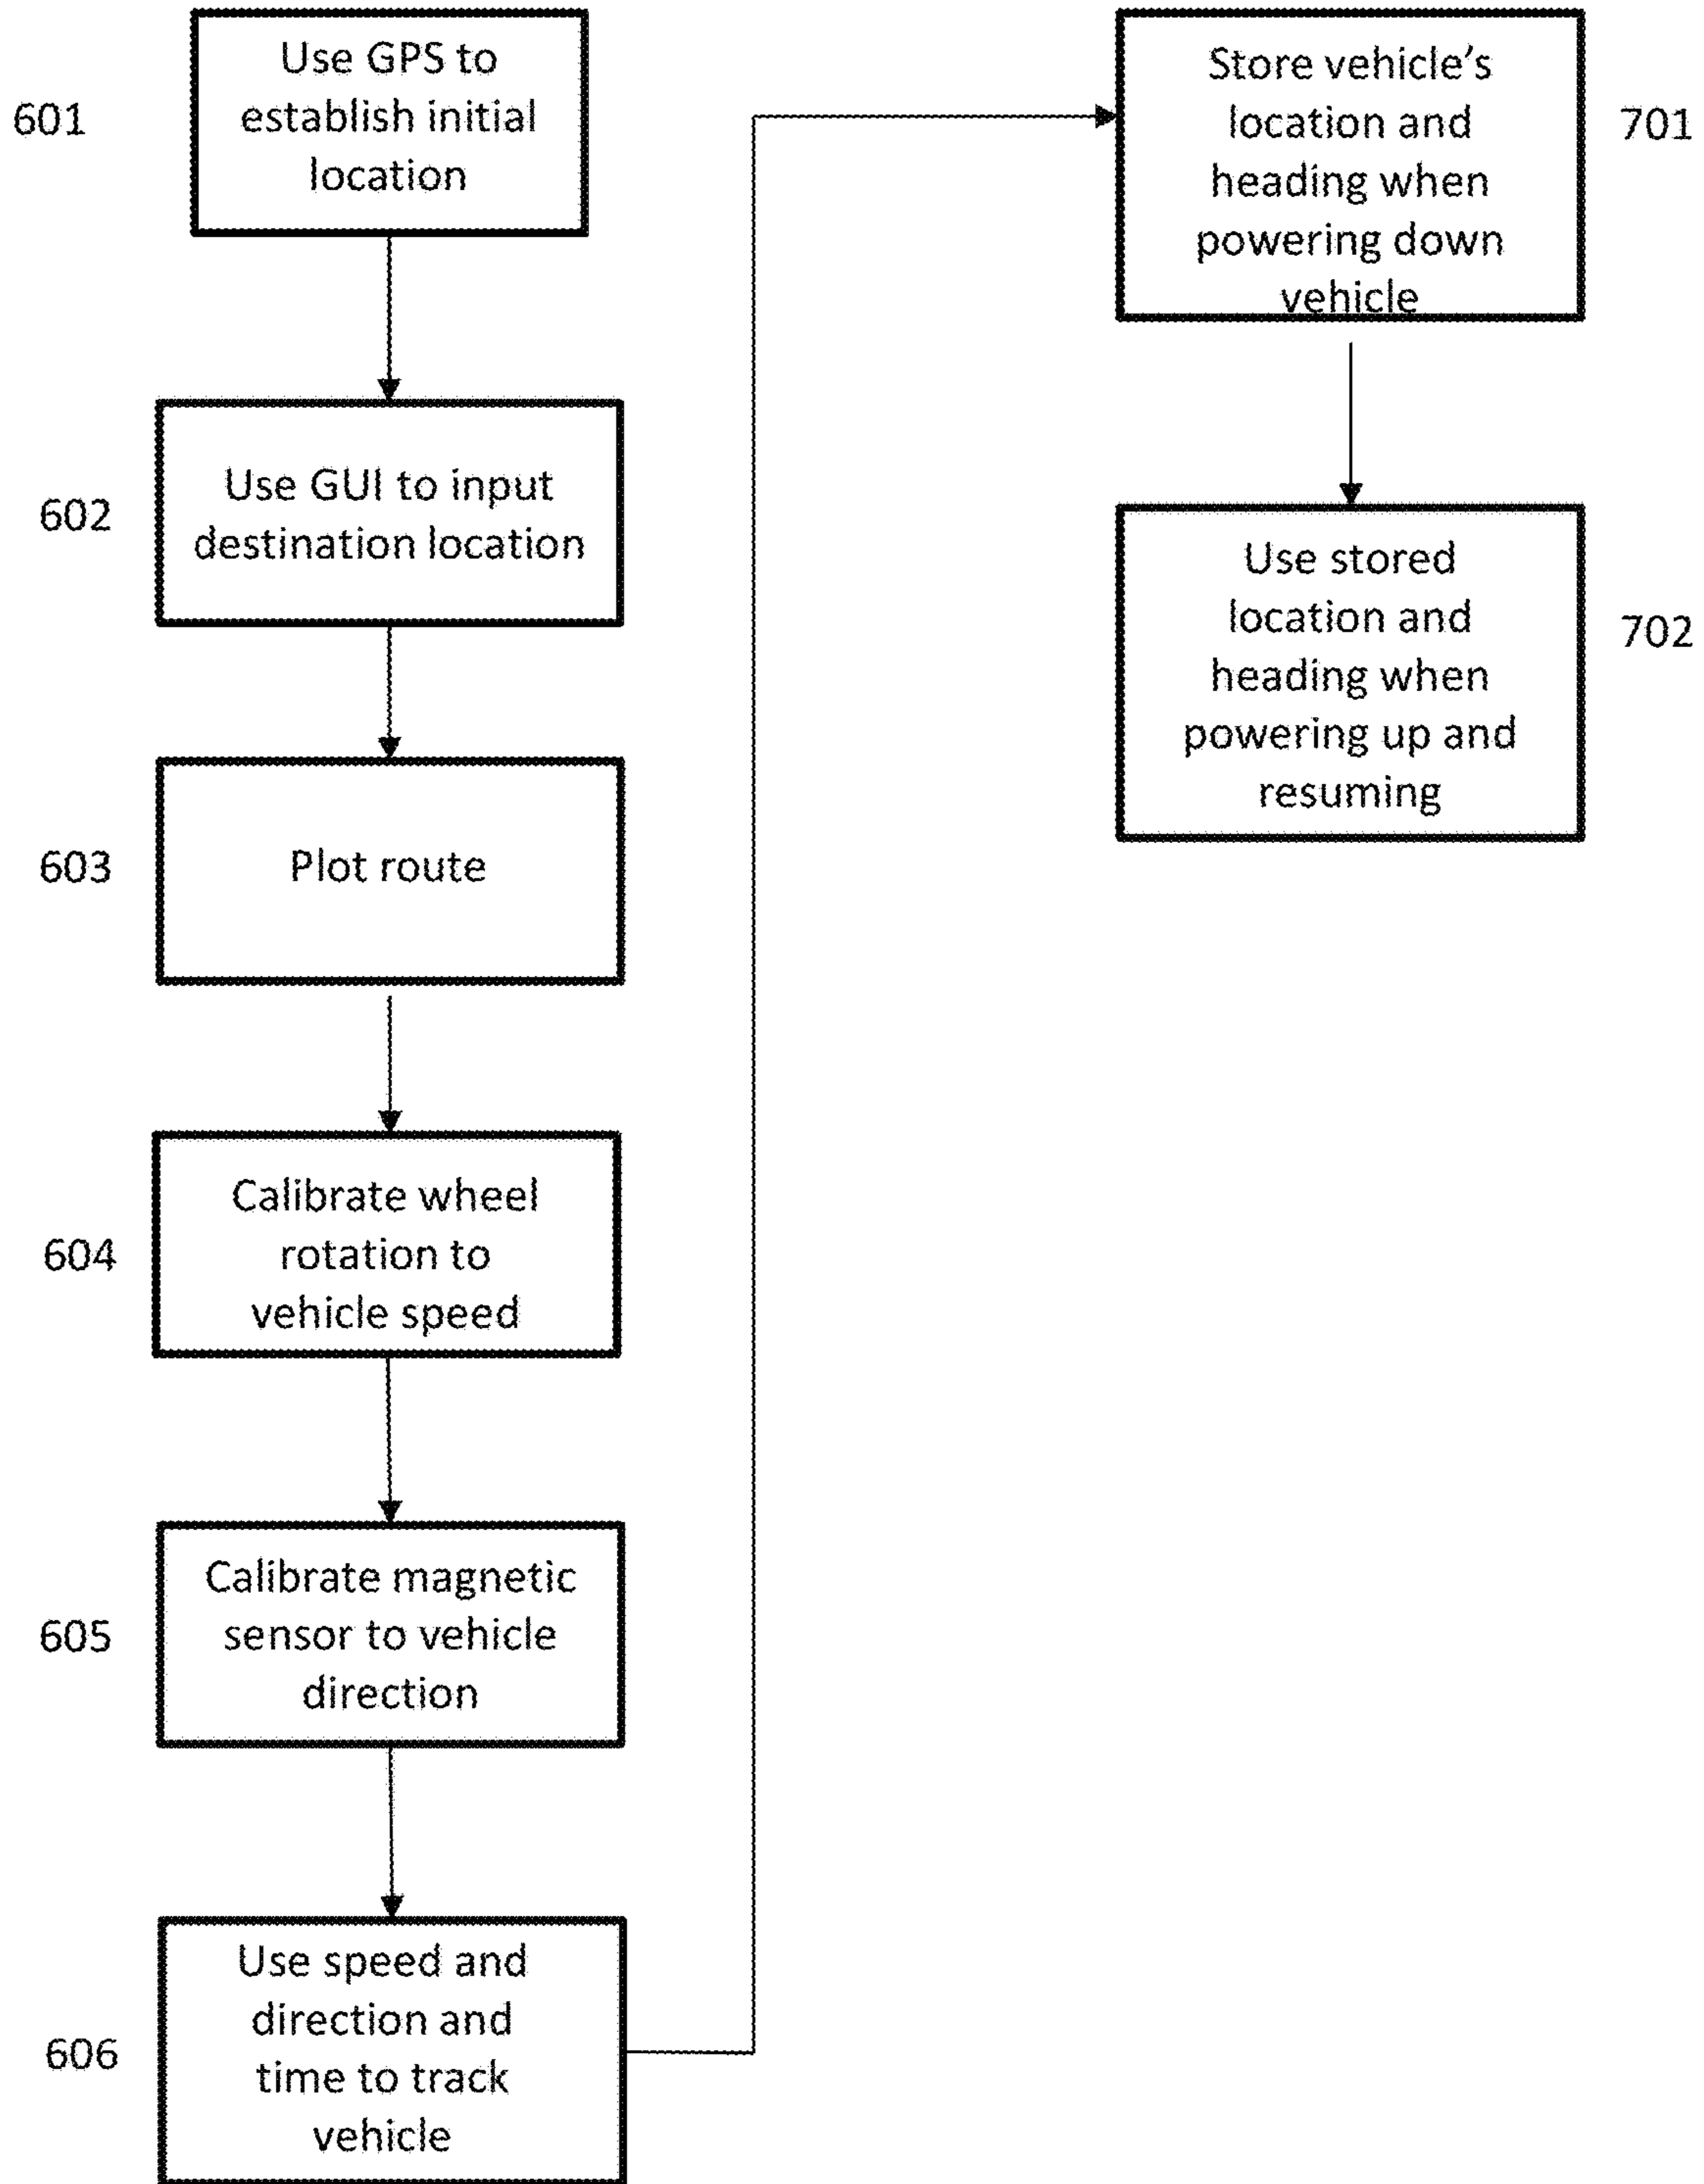 601
Use GPS to
establish initial
location
602
Use GUI to input
destination location
603
Plot route
604
Calibrate wheel
rotation to
vehicle speed
605
Calibrate magnetic
sensor to vehicle
direction
606
Use speed and
direction and
time to track
vehicle
Store vehicle’s
location and
heading when
powering down
vehicle
701
Use stored
location and
heading when
powering up and
resuming
702